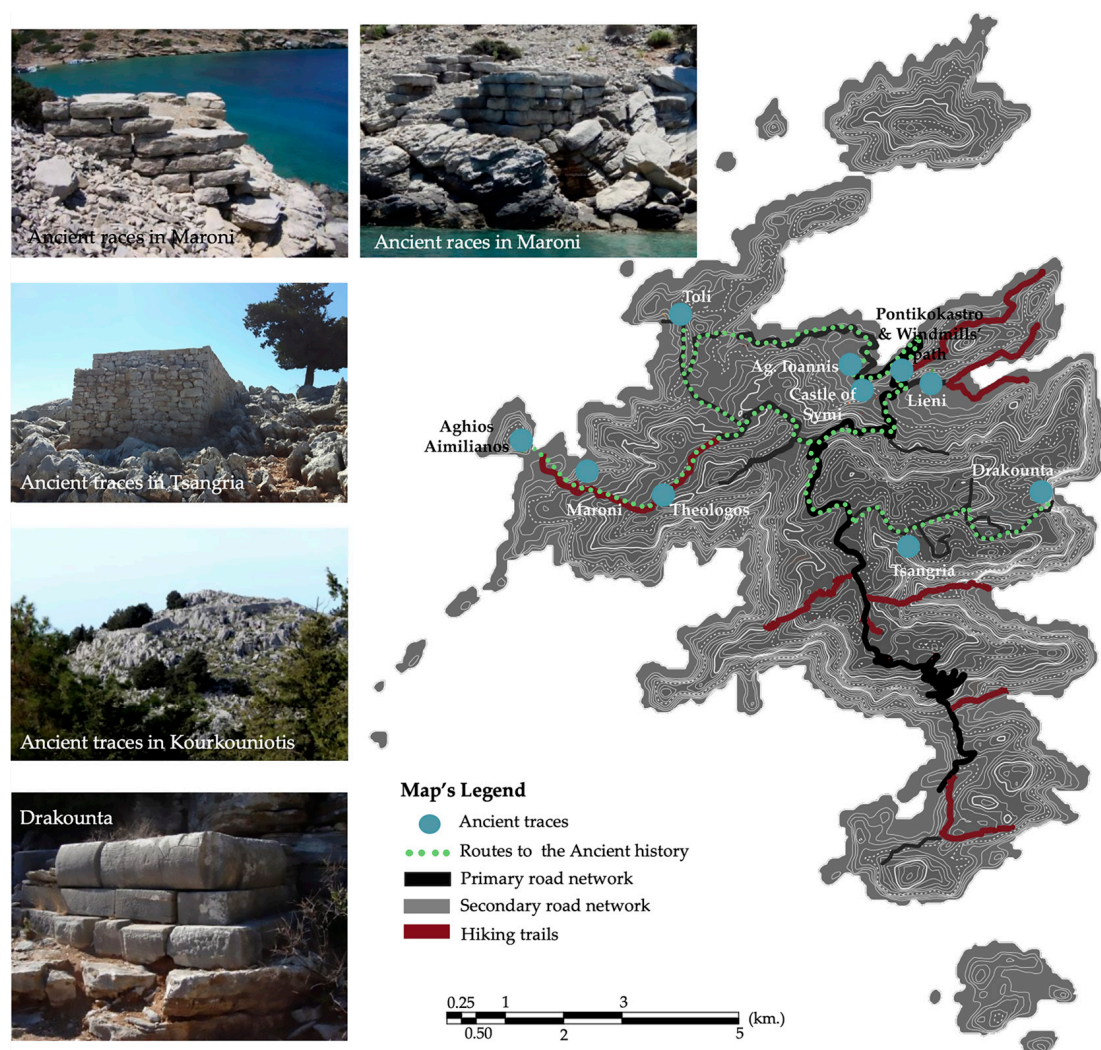 Ancient races in Maroni
Ancient races in Maroni
Ancient traces in Tsangria
Ancient traces in Kourkouniotis
Drakounta
Toli
Pontikokastro
& Windmills'
path
Ag. Ioannis
Castle of
Symi
Lieni
Aghios
Aimilianos
Maroni
Theologos
Drakounta
Tsangria
Map's Legend
Ancient traces
Routes to the Ancient history
Primary road network
Secondary road network
Hiking trails
0.25 1 3
0.50 2 5
(km.)